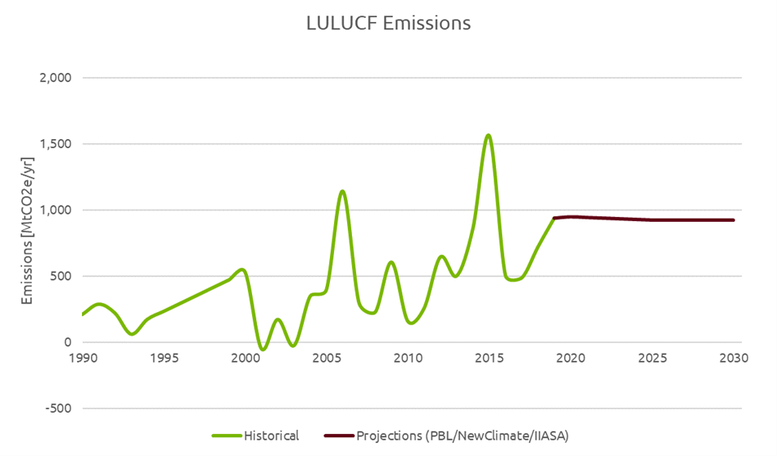 LULUCF Emissions
2,000
1,500
1,000
500
0
-500
Emissions [MtCO2e/yr]
1990 1995 2000 2005 2010 2015 2020 2025 2030
Historical Projections (PBL/NewClimate/IIASA)